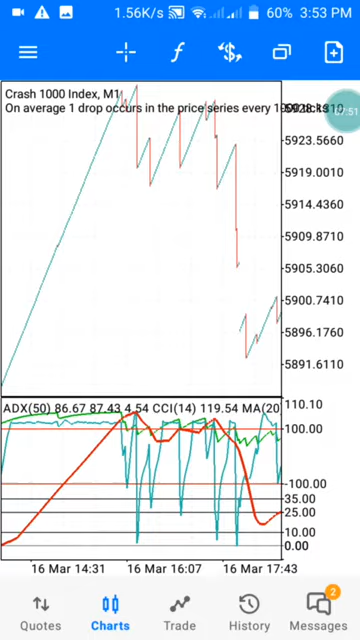 1.56K/s 60% 3:53 PM
f $
Crash 1000 Index, M1
On average 1 drop occurs in the price series every
07:51
5923.5660
5919.0010
5914.4360
5909.8710
5905.3060
5900.7410
5896.1760
5891.6110
ADX(50) 86.67 87.43 4.54 CCI(14) 119.54 MA(20)
110.10
100.00
-100.00
35.00
25.00
10.00
0.00
16 Mar 14:31 16 Mar 16:07 16 Mar 17:43
2
Quotes Charts Trade History Messages